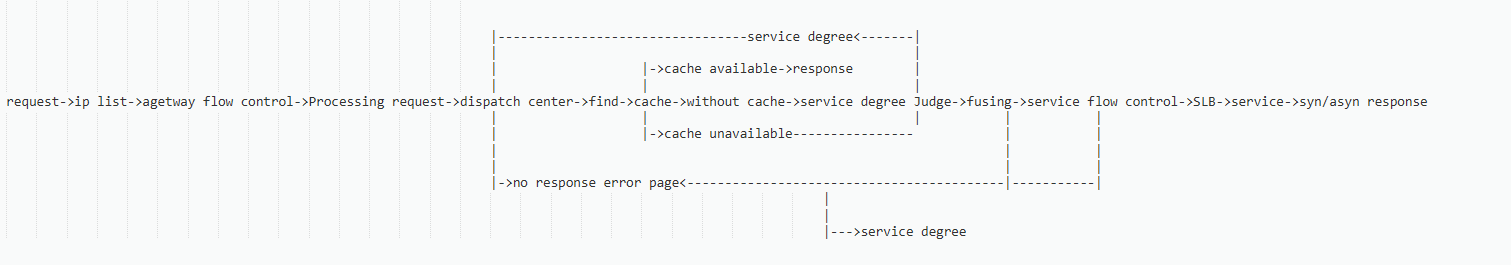 |---------------------------------service degree<-------|
|->cache available->response
request->ip list->agetway flow control->Processing request->dispatch center->find->cache->without cache->service degree Judge->fusing->service flow control->SLB->service->syn/asyn response
|->cache unavailable----------------
|->no response error page<------------------------------------------|-----------|
|--->service degree